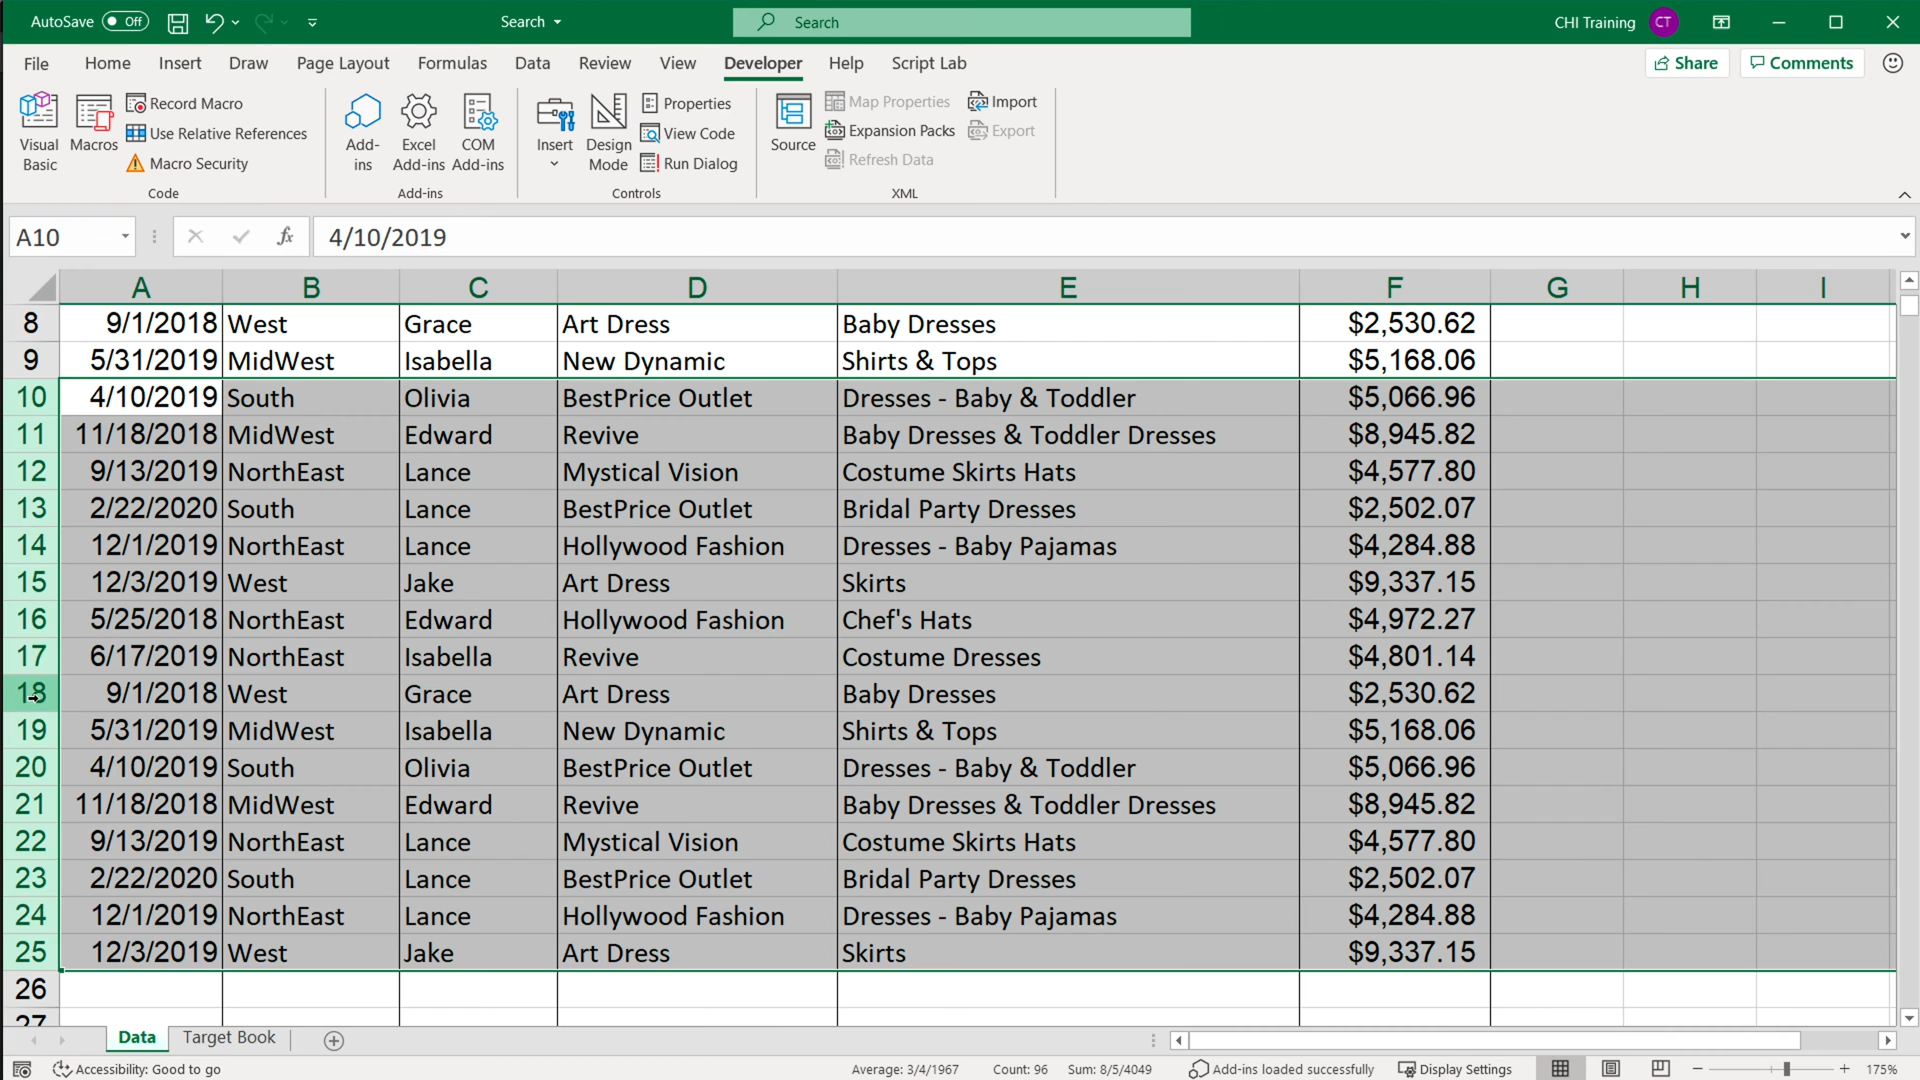 AutoSave Off Search Search CHI Training CT
File Home Insert Draw Page Layout Formulas Data Review View Developer Help Script Lab Share Comments
Visual Basic
Macros
Record Macro
Use Relative References
Macro Security
Code
Add-ins
Excel Add-ins
COM Add-ins
Add-ins
Insert
Design Mode
Properties
View Code
Run Dialog
Controls
Source
Map Properties
Expansion Packs
Refresh Data
Import
Export
XML
A10 fx 4/10/2019
A B C D E F G H I
8 9/1/2018 West Grace Art Dress Baby Dresses $2,530.62
9 5/31/2019 MidWest Isabella New Dynamic Shirts & Tops $5,168.06
10 4/10/2019 South Olivia BestPrice Outlet Dresses - Baby & Toddler $5,066.96
11 11/18/2018 MidWest Edward Revive Baby Dresses & Toddler Dresses $8,945.82
12 9/13/2019 NorthEast Lance Mystical Vision Costume Skirts Hats $4,577.80
13 2/22/2020 South Lance BestPrice Outlet Bridal Party Dresses $2,502.07
14 12/1/2019 NorthEast Lance Hollywood Fashion Dresses - Baby Pajamas $4,284.88
15 12/3/2019 West Jake Art Dress Skirts $9,337.15
16 5/25/2018 NorthEast Edward Hollywood Fashion Chef's Hats $4,972.27
17 6/17/2019 NorthEast Isabella Revive Costume Dresses $4,801.14
18 9/1/2018 West Grace Art Dress Baby Dresses $2,530.62
19 5/31/2019 MidWest Isabella New Dynamic Shirts & Tops $5,168.06
20 4/10/2019 South Olivia BestPrice Outlet Dresses - Baby & Toddler $5,066.96
21 11/18/2018 MidWest Edward Revive Baby Dresses & Toddler Dresses $8,945.82
22 9/13/2019 NorthEast Lance Mystical Vision Costume Skirts Hats $4,577.80
23 2/22/2020 South Lance BestPrice Outlet Bridal Party Dresses $2,502.07
24 12/1/2019 NorthEast Lance Hollywood Fashion Dresses - Baby Pajamas $4,284.88
25 12/3/2019 West Jake Art Dress Skirts $9,337.15
26
27
Data Target Book
Accessibility: Good to go Average: 3/4/1967 Count: 96 Sum: 8/5/4049 Add-ins loaded successfully Display Settings 175%